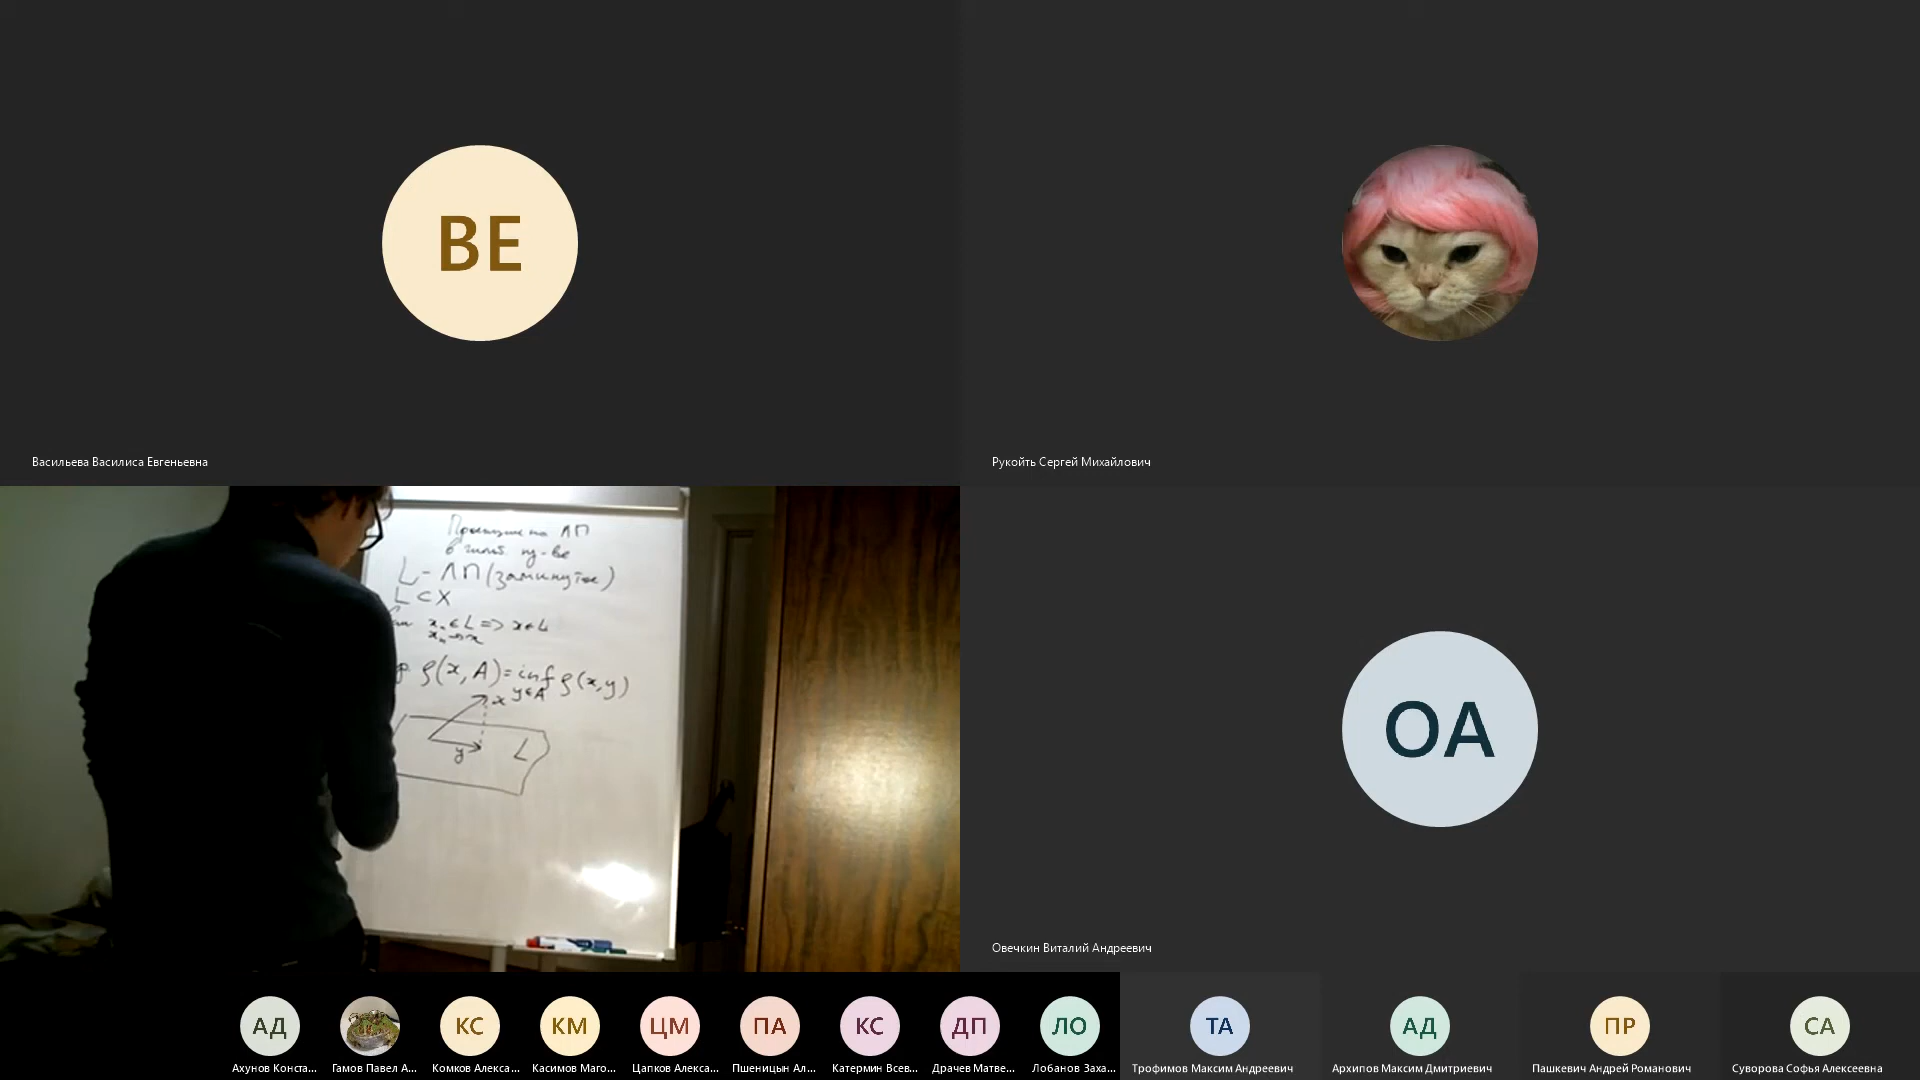 ВЕ
Васильева Василиса Евгеньевна
Рукойть Сергей Михайлович
на ЛП
в гильб. пр-ве
L - ЛП (замкнутое)
L ⊂ X
xₙ ∈ L => x ∈ L
xₙ → x
ρ(x, A) = inf ρ(x, y)
y ∈ A
x
y
L
ОА
Овечкин Виталий Андреевич
АД
КС
КМ
ЦМ
ПА
КС
ДП
ЛО
ТА
АД
ПР
СА
Ахунов Конста...
Гамов Павел А...
Комков Алекса...
Касимов Маго...
Цапков Алекса...
Пшеницын Ал...
Катермин Всев...
Драчев Матве...
Лобанов Заха...
Трофимов Максим Андреевич
Архипов Максим Дмитриевич
Пашкевич Андрей Романович
Суворова Софья Алексеевна